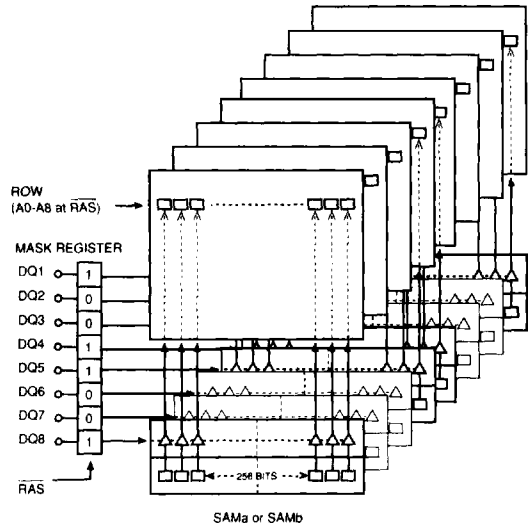 ROW
(A0-A8 at RAS)
MASK REGISTER
DQ1 1
DQ2 0
DQ3 0
DQ4 1
DQ5 1
DQ6 0
DQ7 0
DQ8 1
256 BITS
RAS
SAMa or SAMb